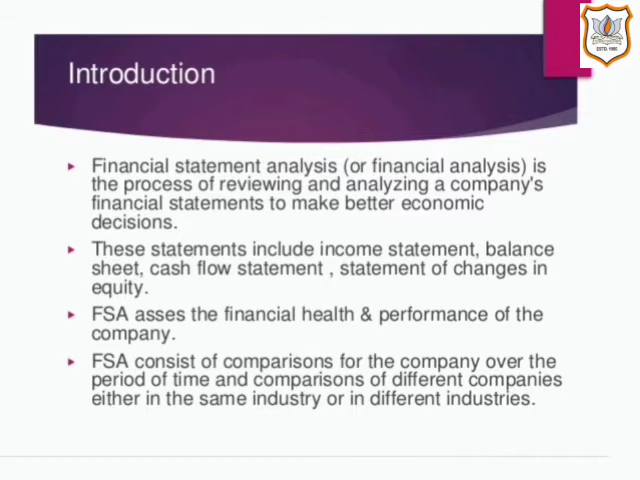 Introduction
Financial statement analysis (or financial analysis) is
the process of reviewing and analyzing a company's
financial statements to make better economic
decisions.
These statements include income statement, balance
sheet, cash flow statement , statement of changes in
equity.
FSA asses the financial health & performance of the
company.
FSA consist of comparisons for the company over the
period of time and comparisons of different companies
either in the same industry or in different industries.